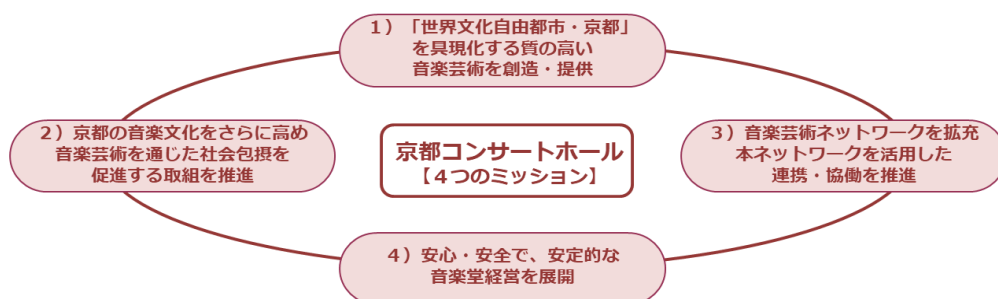 1）「世界文化自由都市・京都」
を具現化する質の高い
音楽芸術を創造・提供
2）京都の音楽文化をさらに高め
音楽芸術を通じた社会包摂を
促進する取組を推進
京都コンサートホール
【４つのミッション】
3）音楽芸術ネットワークを拡充
本ネットワークを活用した
連携・協働を推進
4）安心・安全で、安定的な
音楽堂経営を展開